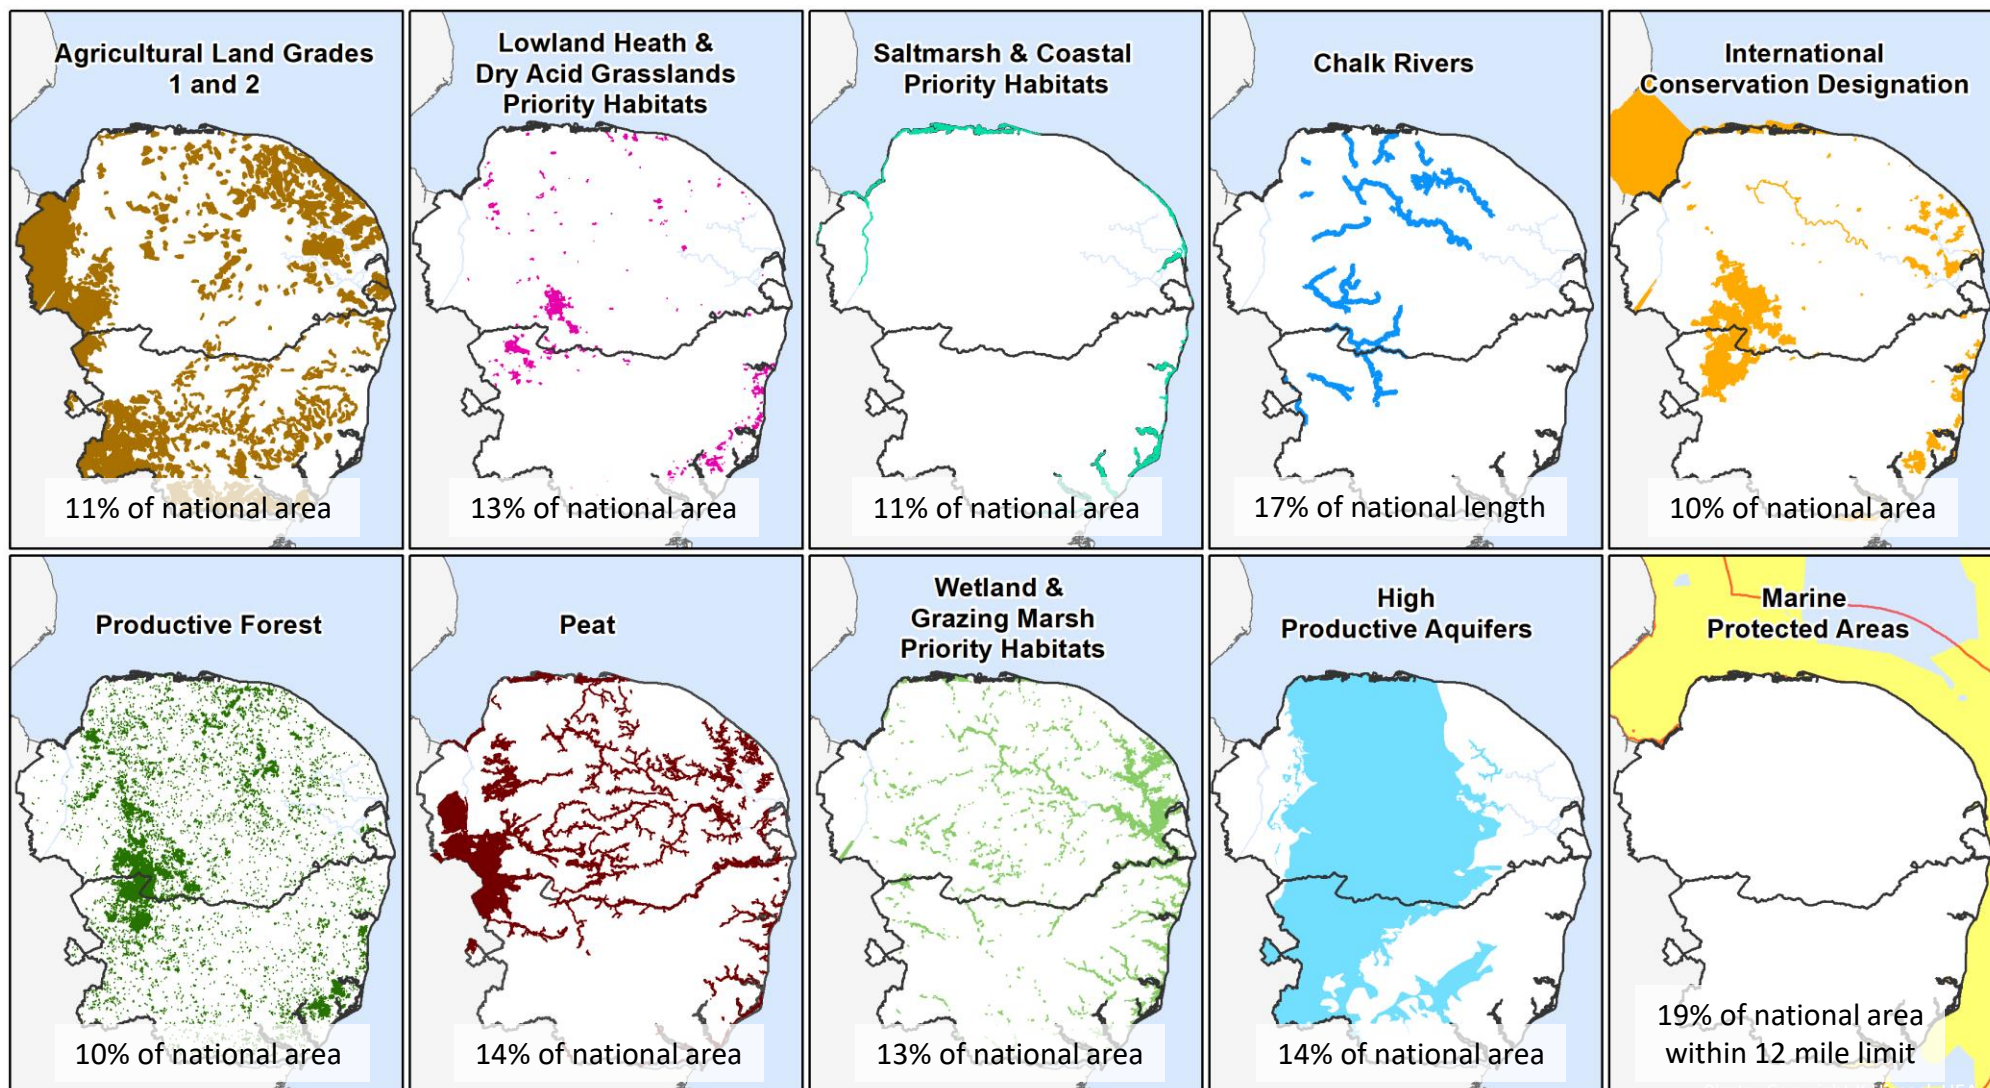 Agricultural Land Grades
1 and 2
11% of national area
Lowland Heath &
Dry Acid Grasslands
Priority Habitats
13% of national area
Saltmarsh & Coastal
Priority Habitats
11% of national area
Chalk Rivers
17% of national length
International
Conservation Designation
10% of national area
Productive Forest
10% of national area
Peat
14% of national area
Wetland &
Grazing Marsh
Priority Habitats
13% of national area
High
Productive Aquifers
14% of national area
Marine
Protected Areas
19% of national area
within 12 mile limit